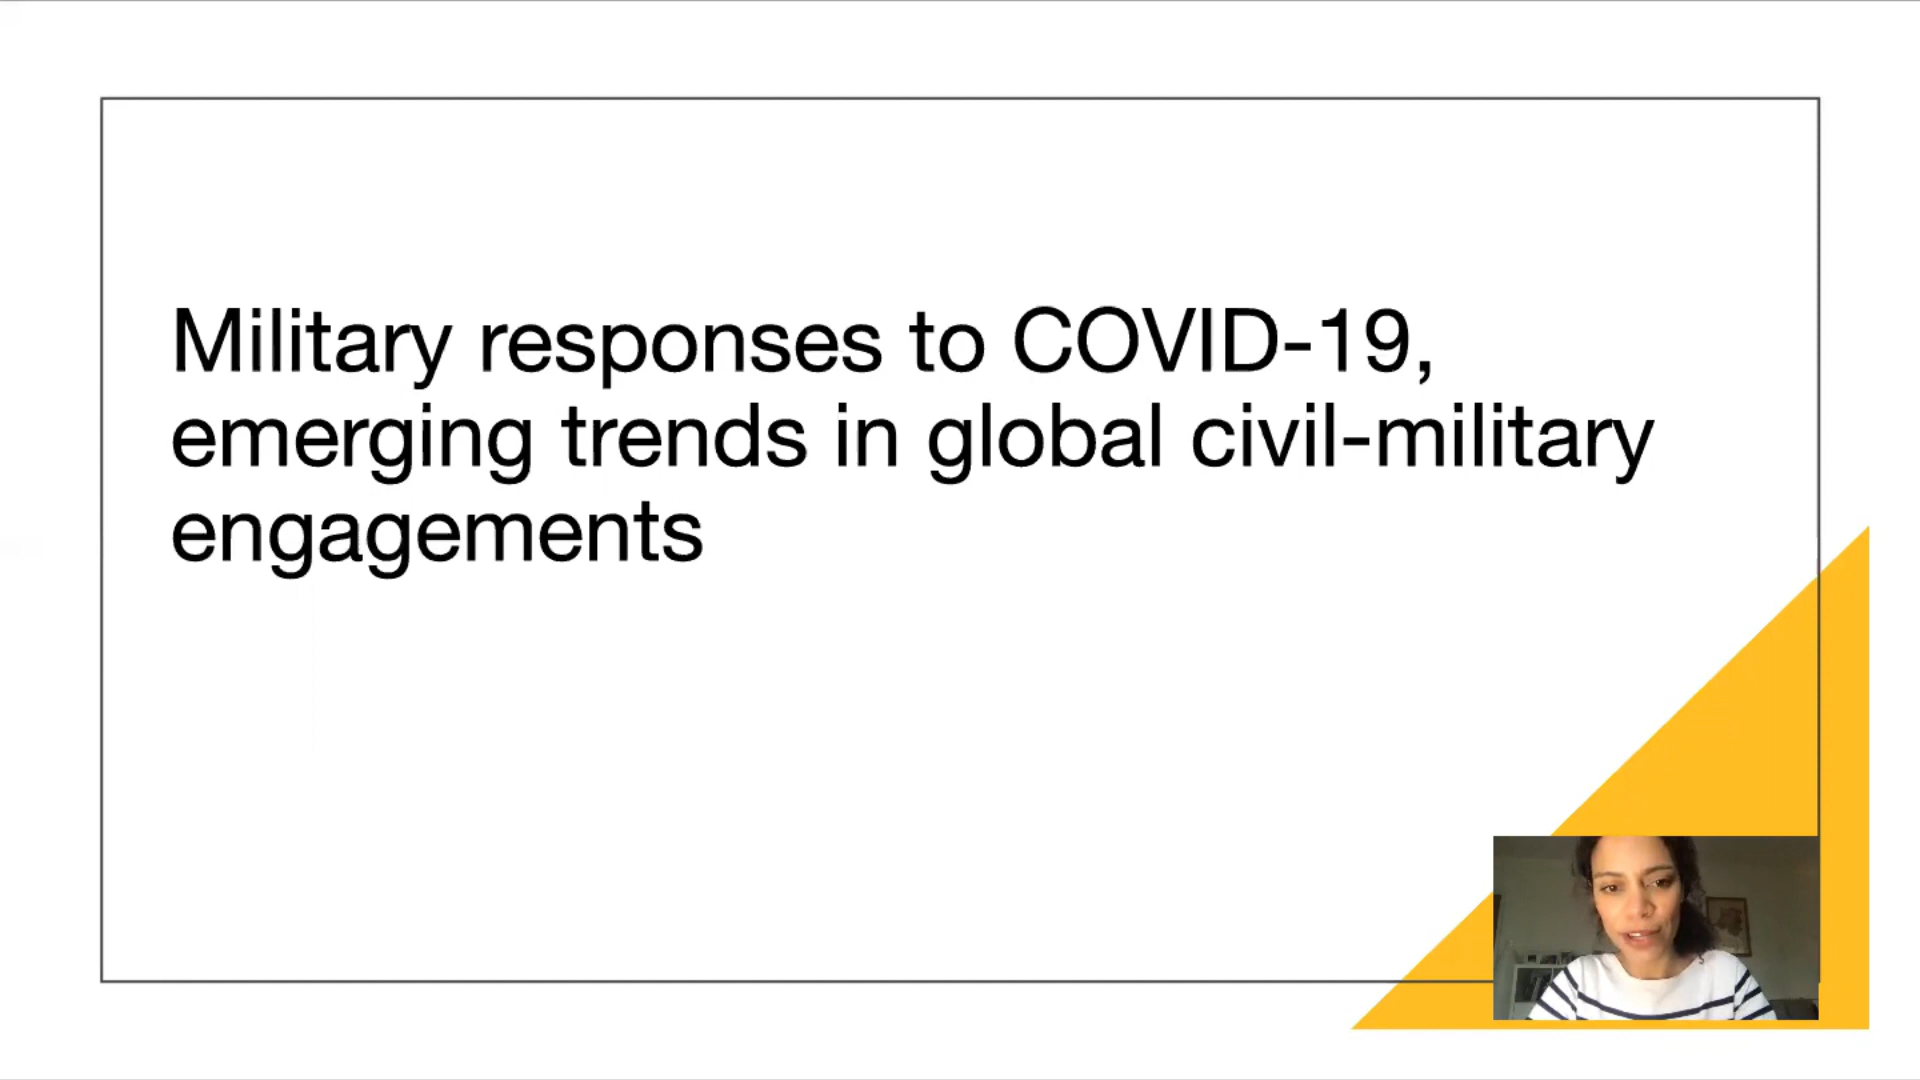 Military responses to COVID-19,
emerging trends in global civil-military
engagements